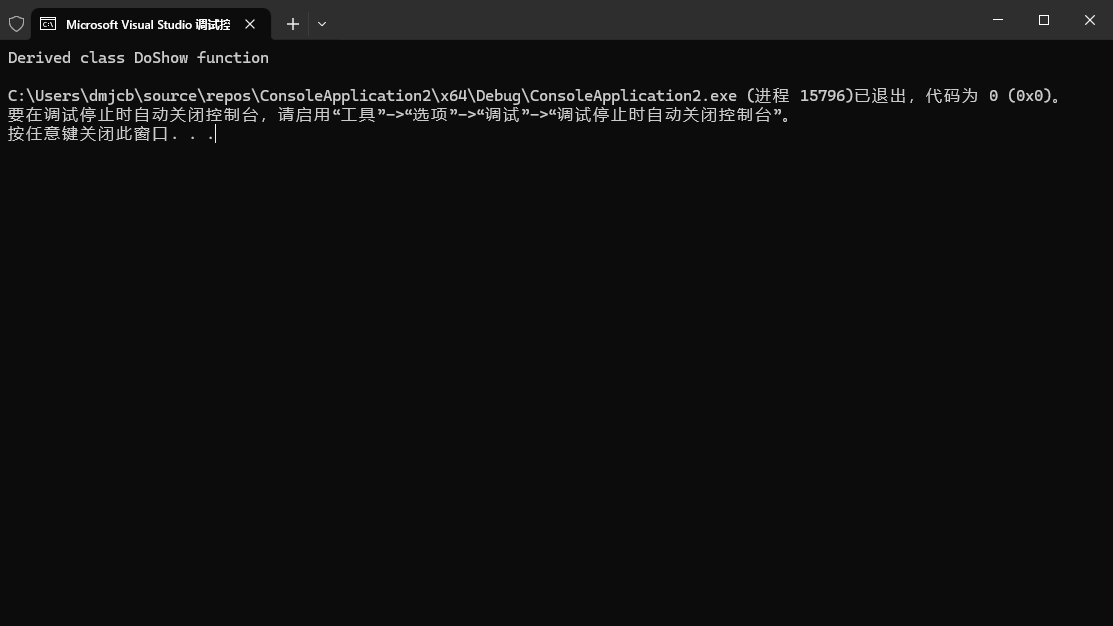 Microsoft Visual Studio 调试控
Derived class DoShow function
C:\Users\dmjcb\source\repos\ConsoleApplication2\x64\Debug\ConsoleApplication2.exe (进程 15796)已退出，代码为 0 (0x0)。
要在调试停止时自动关闭控制台，请启用“工具”->“选项”->“调试”->“调试停止时自动关闭控制台”。
按任意键关闭此窗口. . .